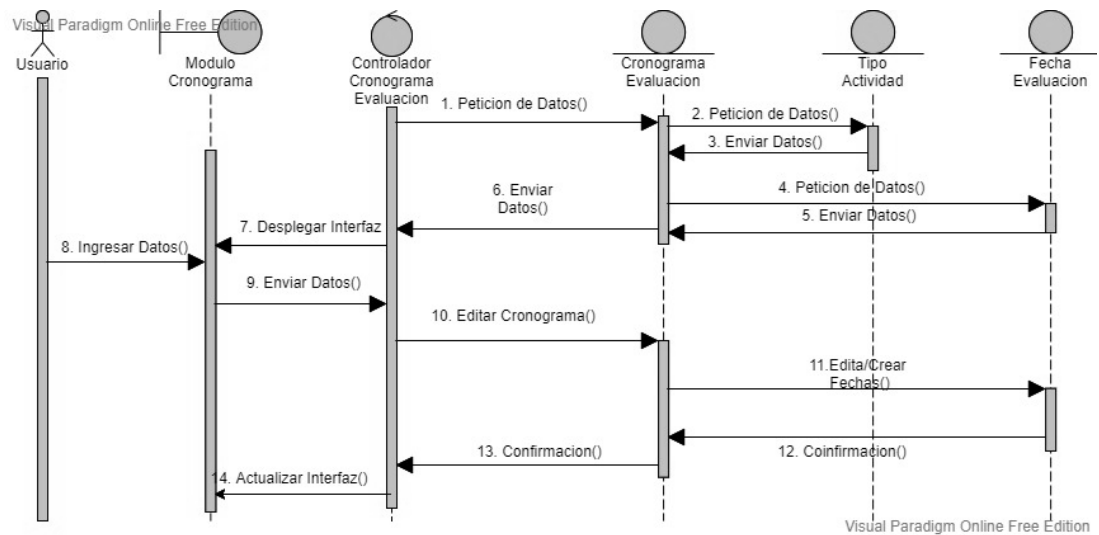 Visual Paradigm Online Free Edition
Usuario
Modulo
Cronograma
Controlador
Cronograma
Evaluacion
Cronograma
Evaluacion
Tipo
Actividad
Fecha
Evaluacion
1. Peticion de Datos()
2. Peticion de Datos()
3. Enviar Datos()
4. Peticion de Datos()
5. Enviar Datos()
6. Enviar
Datos()
7. Desplegar Interfaz
8. Ingresar Datos()
9. Enviar Datos()
10. Editar Cronograma()
11.Edita/Crear
Fechas()
12. Coinfirmacion()
13. Confirmacion()
14. Actualizar Interfaz()
Visual Paradigm Online Free Edition